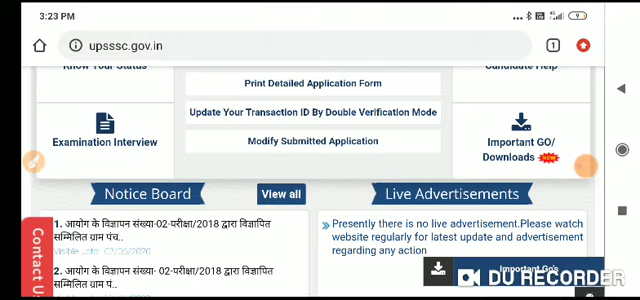 3:23 PM
upsssc.gov.in
1
Know Your Status
Print Detailed Application Form
Candidate Help
Update Your Transaction ID By Double Verification Mode
Examination Interview
Modify Submitted Application
Important GO/
Downloads NEW
Notice Board
View all
Live Advertisements
1. आयोग के विज्ञापन संख्या-02-परीक्षा/2018 द्वारा विज्ञापित
सम्मिलित ग्राम पंच..
02/06/2020
2. आयोग के विज्ञापन संख्या- 02-परीक्षा/2018 द्वारा विज्ञापित
सम्मिलित ग्राम पं..
Presently there is no live advertisement.Please watch
website regularly for latest update and advertisement
regarding any action
Contact Us
Important Go's
DU RECORDER